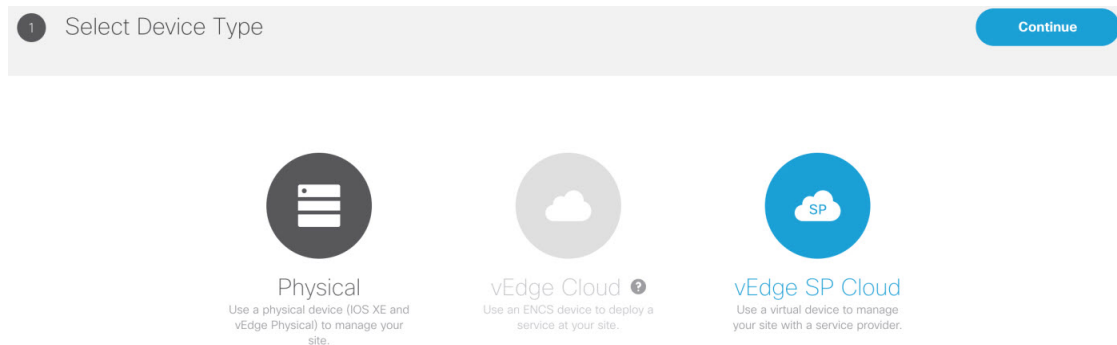 1 Select Device Type
Continue
SP
Physical
Use a physical device (IOS XE and
vEdge Physical) to manage your
site.
vEdge Cloud ?
Use an ENCS device to deploy a
service at your site.
vEdge SP Cloud
Use a virtual device to manage
your site with a service provider.